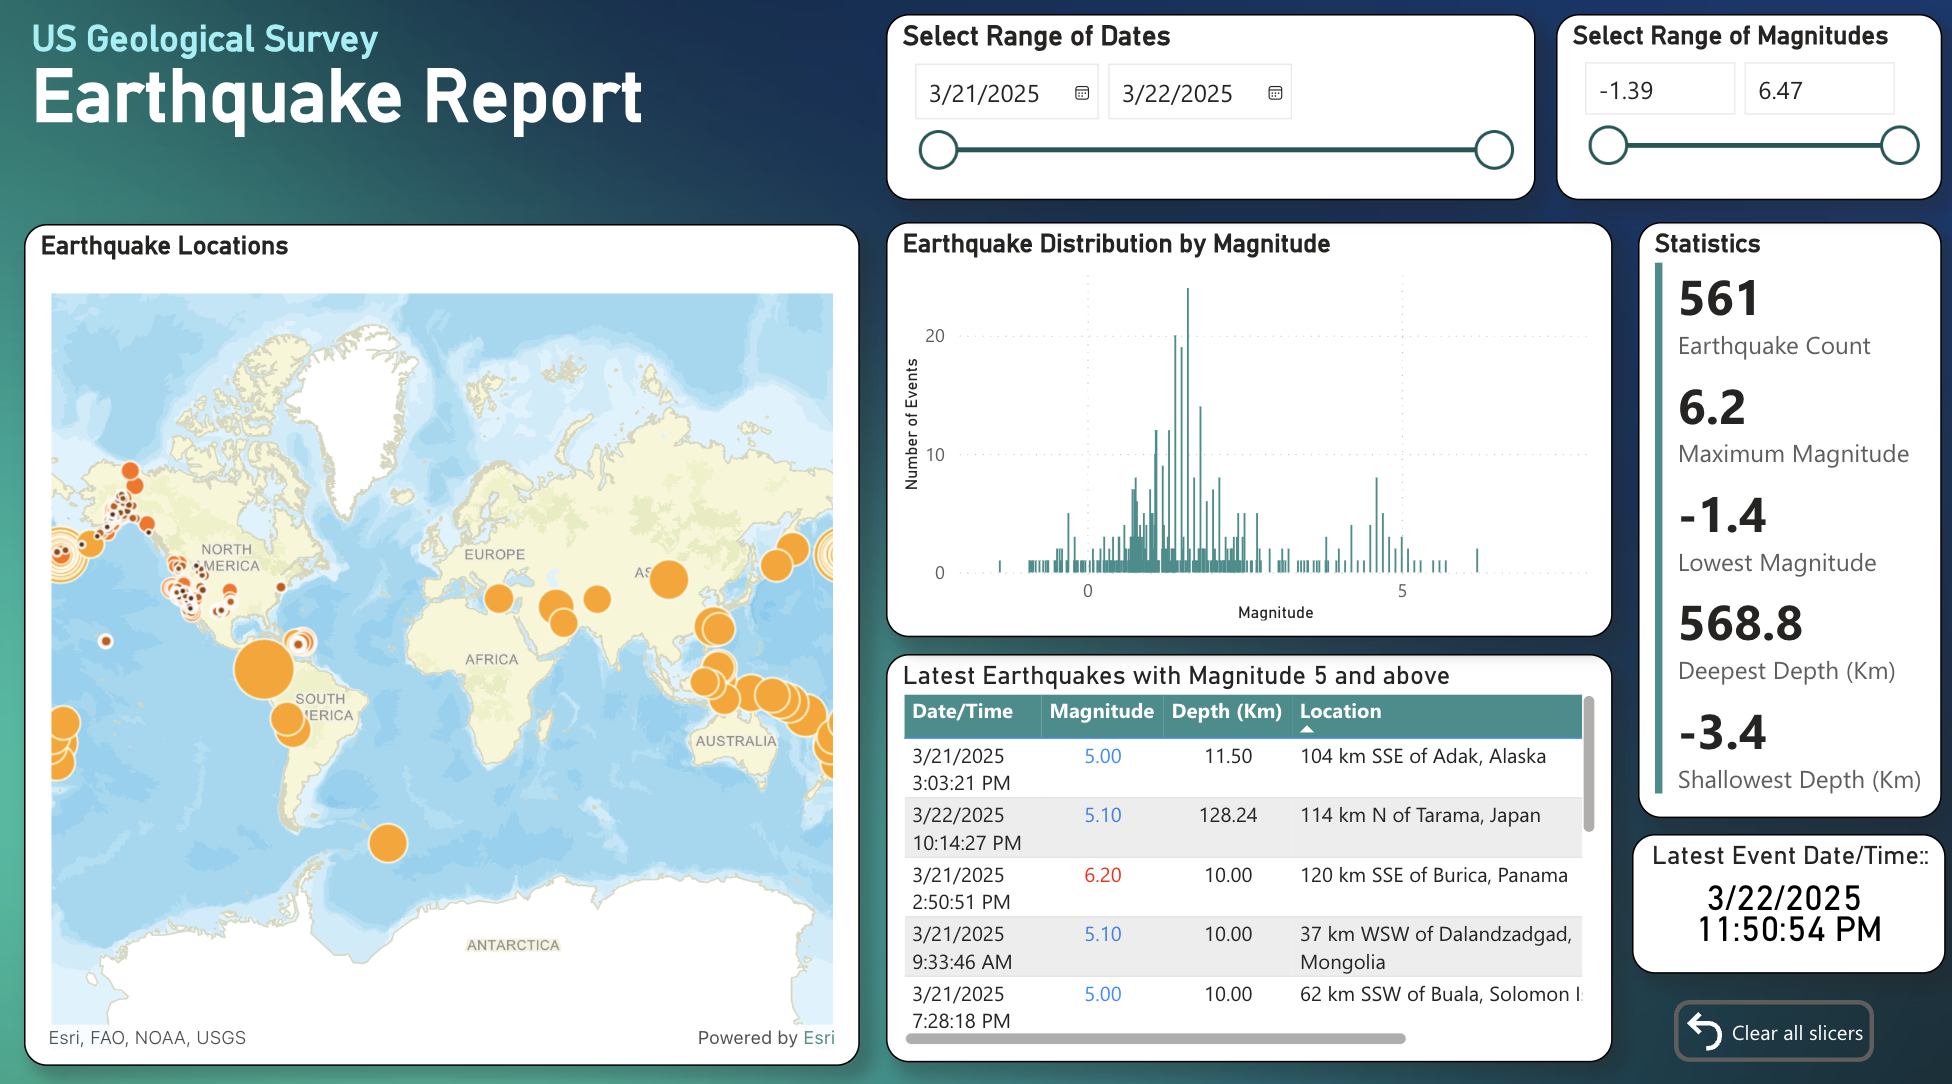 US Geological Survey
Earthquake Report
Select Range of Dates
3/21/2025
3/22/2025
Select Range of Magnitudes
-1.39
6.47
Earthquake Locations
NORTH
MERICA
EUROPE
AS
AFRICA
SOUTH
ERICA
AUSTRALIA
ANTARCTICA
Esri, FAO, NOAA, USGS
Powered by Esri
Earthquake Distribution by Magnitude
Number of Events
20
10
0
0
5
Magnitude
Latest Earthquakes with Magnitude 5 and above
Date/Time Magnitude Depth (Km) Location
3/21/2025 5.00 11.50 104 km SSE of Adak, Alaska
3:03:21 PM
3/22/2025 5.10 128.24 114 km N of Tarama, Japan
10:14:27 PM
3/21/2025 6.20 10.00 120 km SSE of Burica, Panama
2:50:51 PM
3/21/2025 5.10 10.00 37 km WSW of Dalandzadgad,
9:33:46 AM Mongolia
3/21/2025 5.00 10.00 62 km SSW of Buala, Solomon
7:28:18 PM
Statistics
561
Earthquake Count
6.2
Maximum Magnitude
-1.4
Lowest Magnitude
568.8
Deepest Depth (Km)
-3.4
Shallowest Depth (Km)
Latest Event Date/Time::
3/22/2025
11:50:54 PM
Clear all slicers